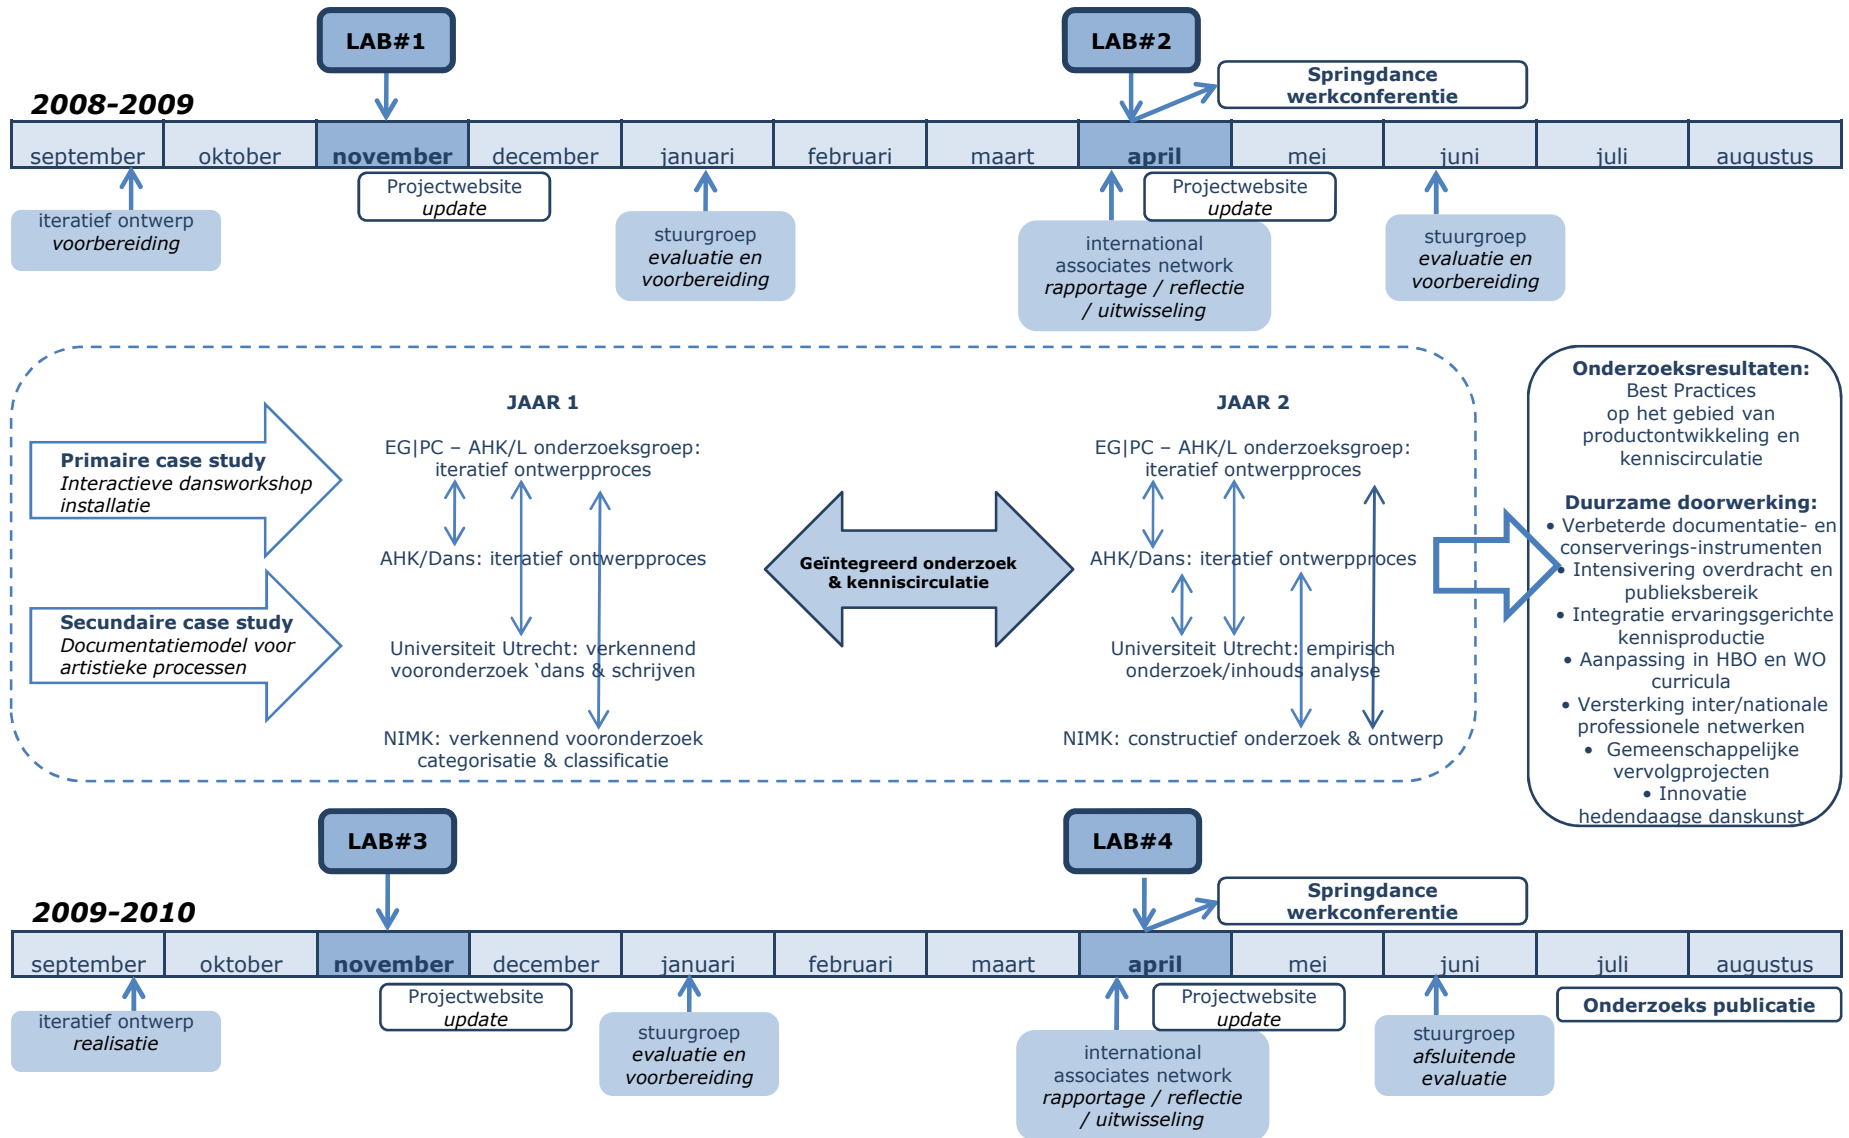 LAB#1
LAB#2
Springdance
werkconferentie
2008-2009
september
oktober
november
december
januari
februari
maart
april
mei
juni
juli
augustus
Projectwebsite
update
Projectwebsite
update
iteratief ontwerp
voorbereiding
stuurgroep
evaluatie en
voorbereiding
international
associates network
rapportage / reflectie
/ uitwisseling
stuurgroep
evaluatie en
voorbereiding
Primaire case study
Interactieve dansworkshop
installatie
Secundaire case study
Documentatiemodel voor
artistieke processen
JAAR 1
EG|PC – AHK/L onderzoeksgroep:
iteratief ontwerpproces
AHK/Dans: iteratief ontwerpproces
Universiteit Utrecht: verkennend
vooronderzoek ‘dans & schrijven
NIMK: verkennend vooronderzoek
categorisatie & classificatie
Geïntegreerd onderzoek
& kenniscirculatie
JAAR 2
EG|PC – AHK/L onderzoeksgroep:
iteratief ontwerpproces
AHK/Dans: iteratief ontwerpproces
Universiteit Utrecht: empirisch
onderzoek/inhouds analyse
NIMK: constructief onderzoek & ontwerp
Onderzoeksresultaten:
Best Practices
op het gebied van
productontwikkeling en
kenniscirculatie
Duurzame doorwerking:
• Verbeterde documentatie- en
conserverings-instrumenten
• Intensivering overdracht en
publieksbereik
• Integratie ervaringsgerichte
kennisproductie
• Aanpassing in HBO en WO
curricula
• Versterking inter/nationale
professionele netwerken
• Gemeenschappelijke
vervolgprojecten
• Innovatie
hedendaagse danskunst
LAB#3
LAB#4
Springdance
werkconferentie
2009-2010
september
oktober
november
december
januari
februari
maart
april
mei
juni
juli
augustus
Projectwebsite
update
Projectwebsite
update
Onderzoeks publicatie
iteratief ontwerp
realisatie
stuurgroep
evaluatie en
voorbereiding
international
associates network
rapportage / reflectie
/ uitwisseling
stuurgroep
afsluitende
evaluatie